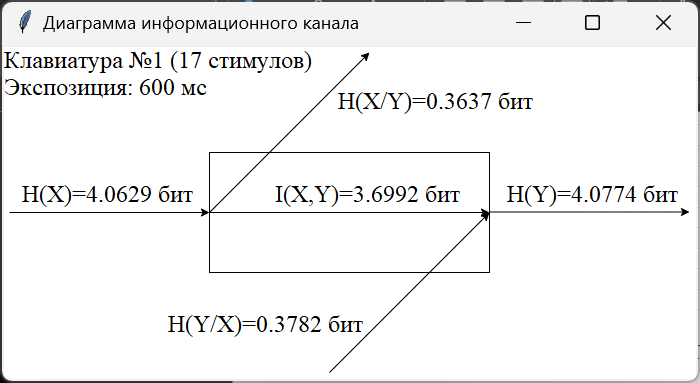 Диаграмма информационного канала
Клавиатура №1 (17 стимулов)
Экспозиция: 600 мс
H(X/Y)=0.3637 бит
H(X)=4.0629 бит
I(X,Y)=3.6992 бит
H(Y)=4.0774 бит
H(Y/X)=0.3782 бит